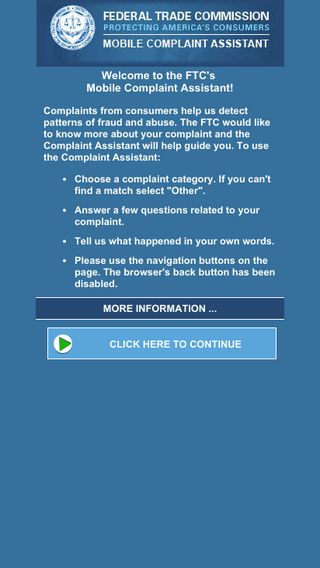 FEDERAL TRADE COMMISSION
PROTECTING AMERICA'S CONSUMERS
MOBILE COMPLAINT ASSISTANT
Welcome to the FTC's
Mobile Complaint Assistant!
Complaints from consumers help us detect
patterns of fraud and abuse. The FTC would like
to know more about your complaint and the
Complaint Assistant will help guide you. To use
the Complaint Assistant:
• Choose a complaint category. If you can't
find a match select "Other".
• Answer a few questions related to your
complaint.
• Tell us what happened in your own words.
• Please use the navigation buttons on the
page. The browser's back button has been
disabled.
MORE INFORMATION ...
CLICK HERE TO CONTINUE